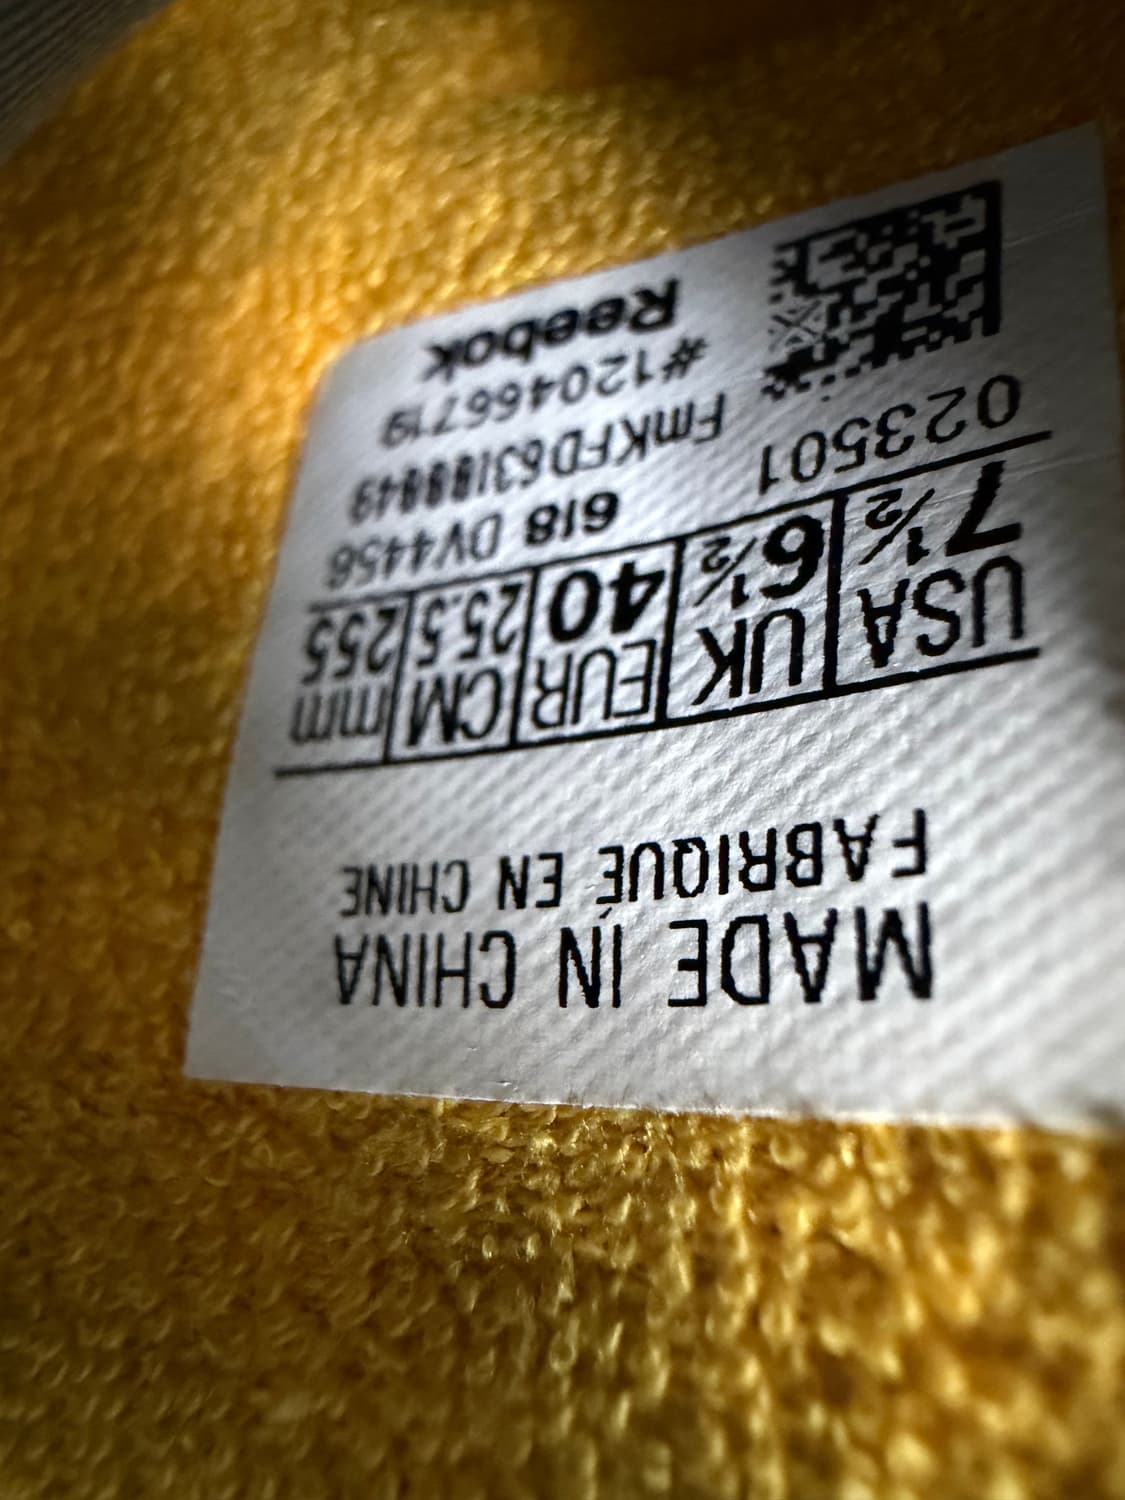 MADE IN CHINA
FABRIQUÉ EN CHINE
USA UK EUR CM mm
7½ 6½ 40 25.5 255
023501 618 DV4456
#120466719
Reebok